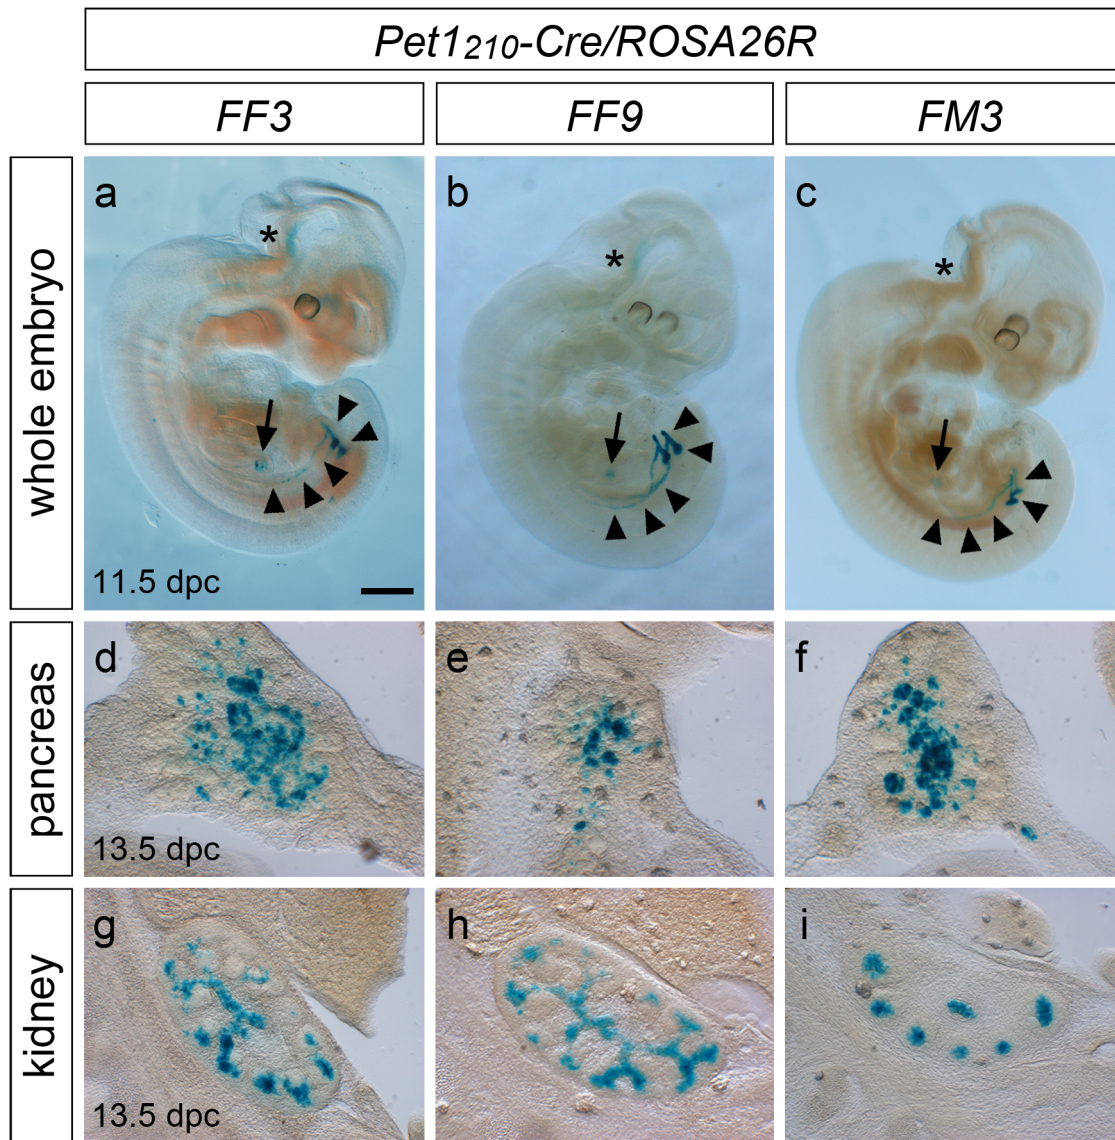 Pet1210-Cre/ROSA26R
FF3
FF9
FM3
whole embryo
a
*
b
*
c
*
11.5 dpc
pancreas
d
e
f
13.5 dpc
kidney
g
h
i
13.5 dpc